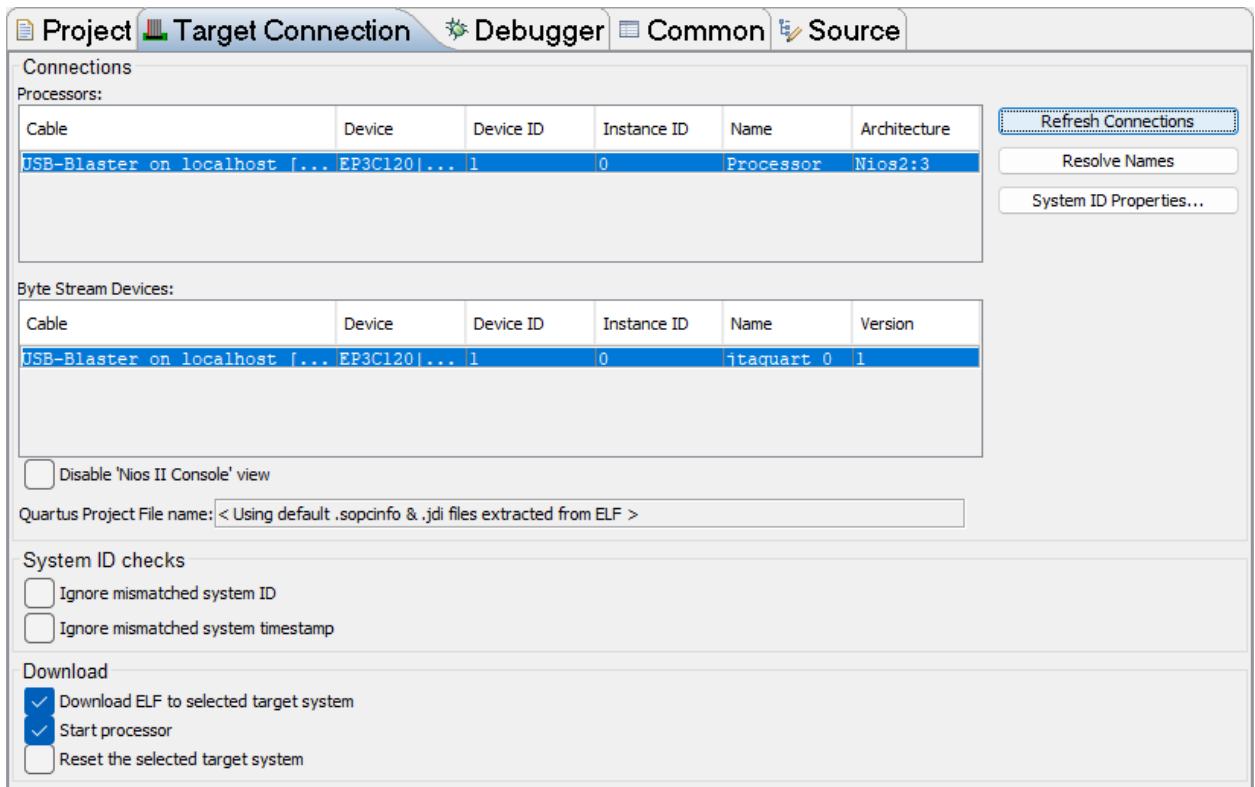 Project Target Connection Debugger Common Source
Connections
Processors:
Cable Device Device ID Instance ID Name Architecture
USB-Blaster on localhost [... EP3C120|... 1 0 Processor Nios2:3
Refresh Connections
Resolve Names
System ID Properties...
Byte Stream Devices:
Cable Device Device ID Instance ID Name Version
USB-Blaster on localhost [... EP3C120|... 1 0 jtaguart_0 1
Disable 'Nios II Console' view
Quartus Project File name: < Using default .sopcinfo & .jdi files extracted from ELF >
System ID checks
Ignore mismatched system ID
Ignore mismatched system timestamp
Download
Download ELF to selected target system
Start processor
Reset the selected target system